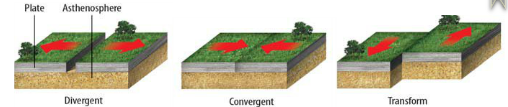 Plate Asthenosphere
Divergent Convergent Transform